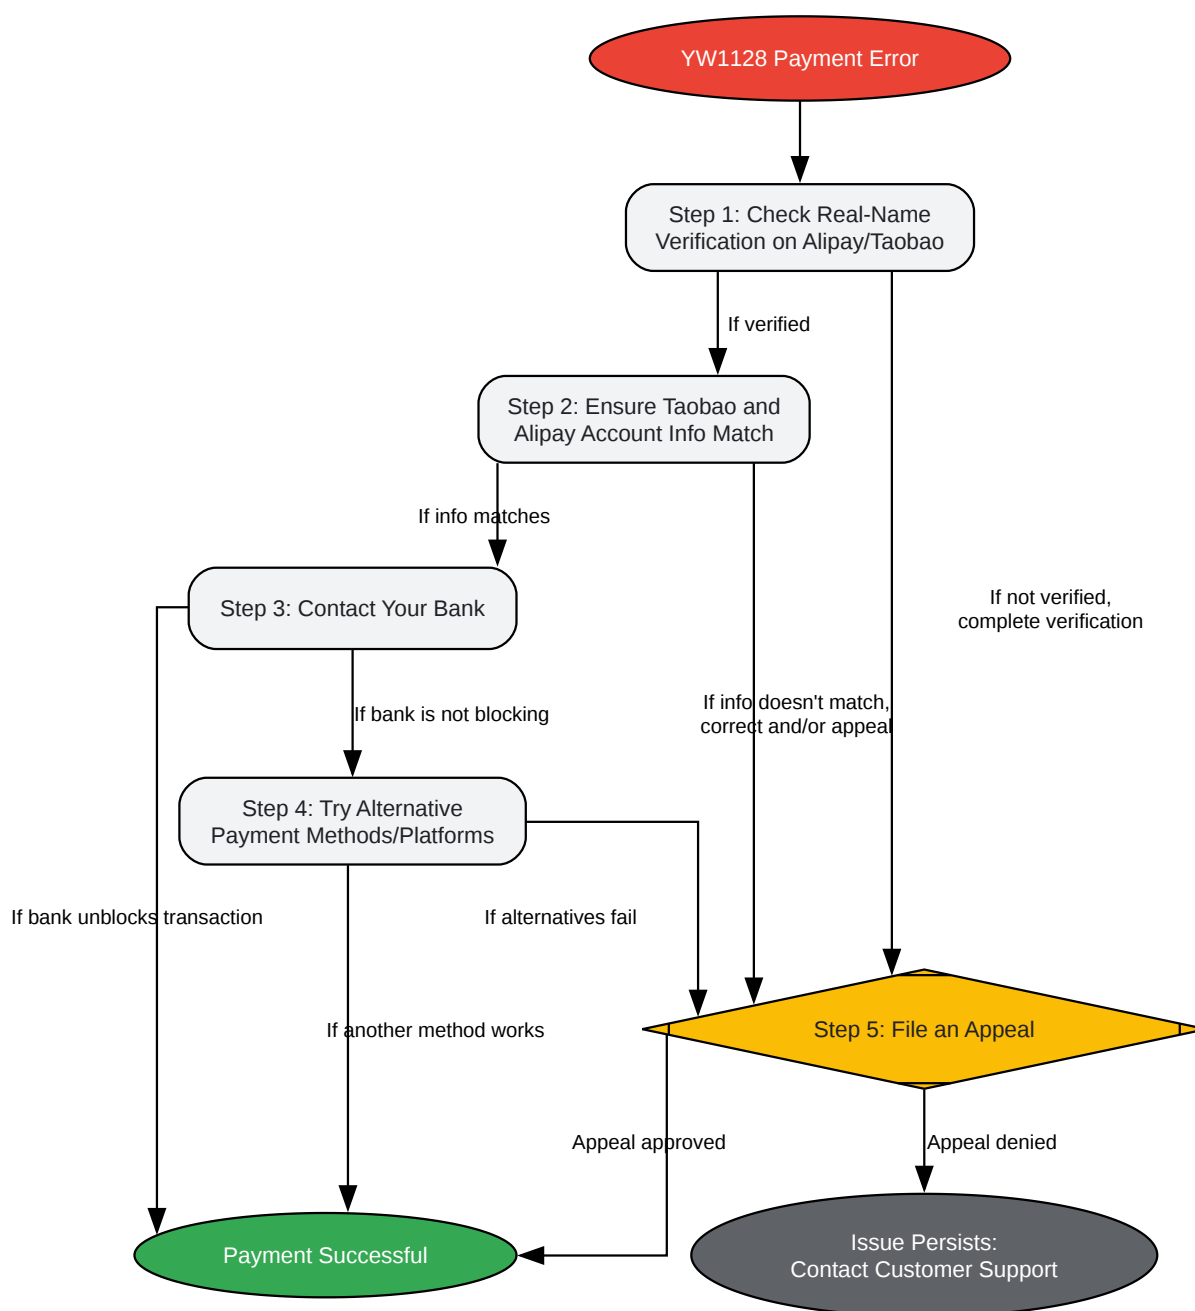 YW1128 Payment Error
Step 1: Check Real-Name
Verification on Alipay/Taobao
If verified
Step 2: Ensure Taobao and
Alipay Account Info Match
If info matches
Step 3: Contact Your Bank
If not verified,
complete verification
If info doesn't match,
correct and/or appeal
If bank is not blocking
Step 4: Try Alternative
Payment Methods/Platforms
If bank unblocks transaction
If alternatives fail
If another method works
Step 5: File an Appeal
Appeal approved
Appeal denied
Payment Successful
Issue Persists:
Contact Customer Support